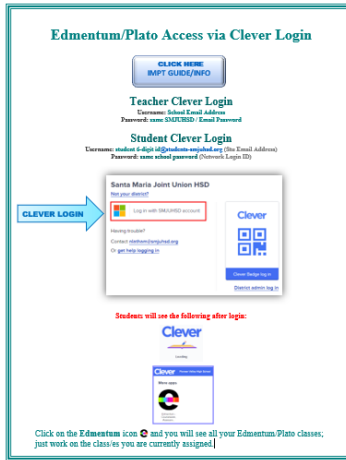 Edmentum/Plato Access via Clever Login
CLICK HERE
IMPT GUIDE/INFO
Teacher Clever Login
Username: School Email Address
Password: same SMJUHSD / Email Password
Student Clever Login
Username: student 6-digit id@students.smjuhsd.org (Stu Email Address)
Password: same school password (Network Login ID)
Santa Maria Joint Union HSD
Not your district?
CLEVER LOGIN
Log in with SMJUHSD account
Having trouble?
Contact
Or get help logging in
Clever
Clever Badge log in
District admin log in
Students will see the following after login:
Clever
Loading
Clever
Click on the Edmentum icon and you will see all your Edmentum/Plato classes;
just work on the class/es you are currently assigned.